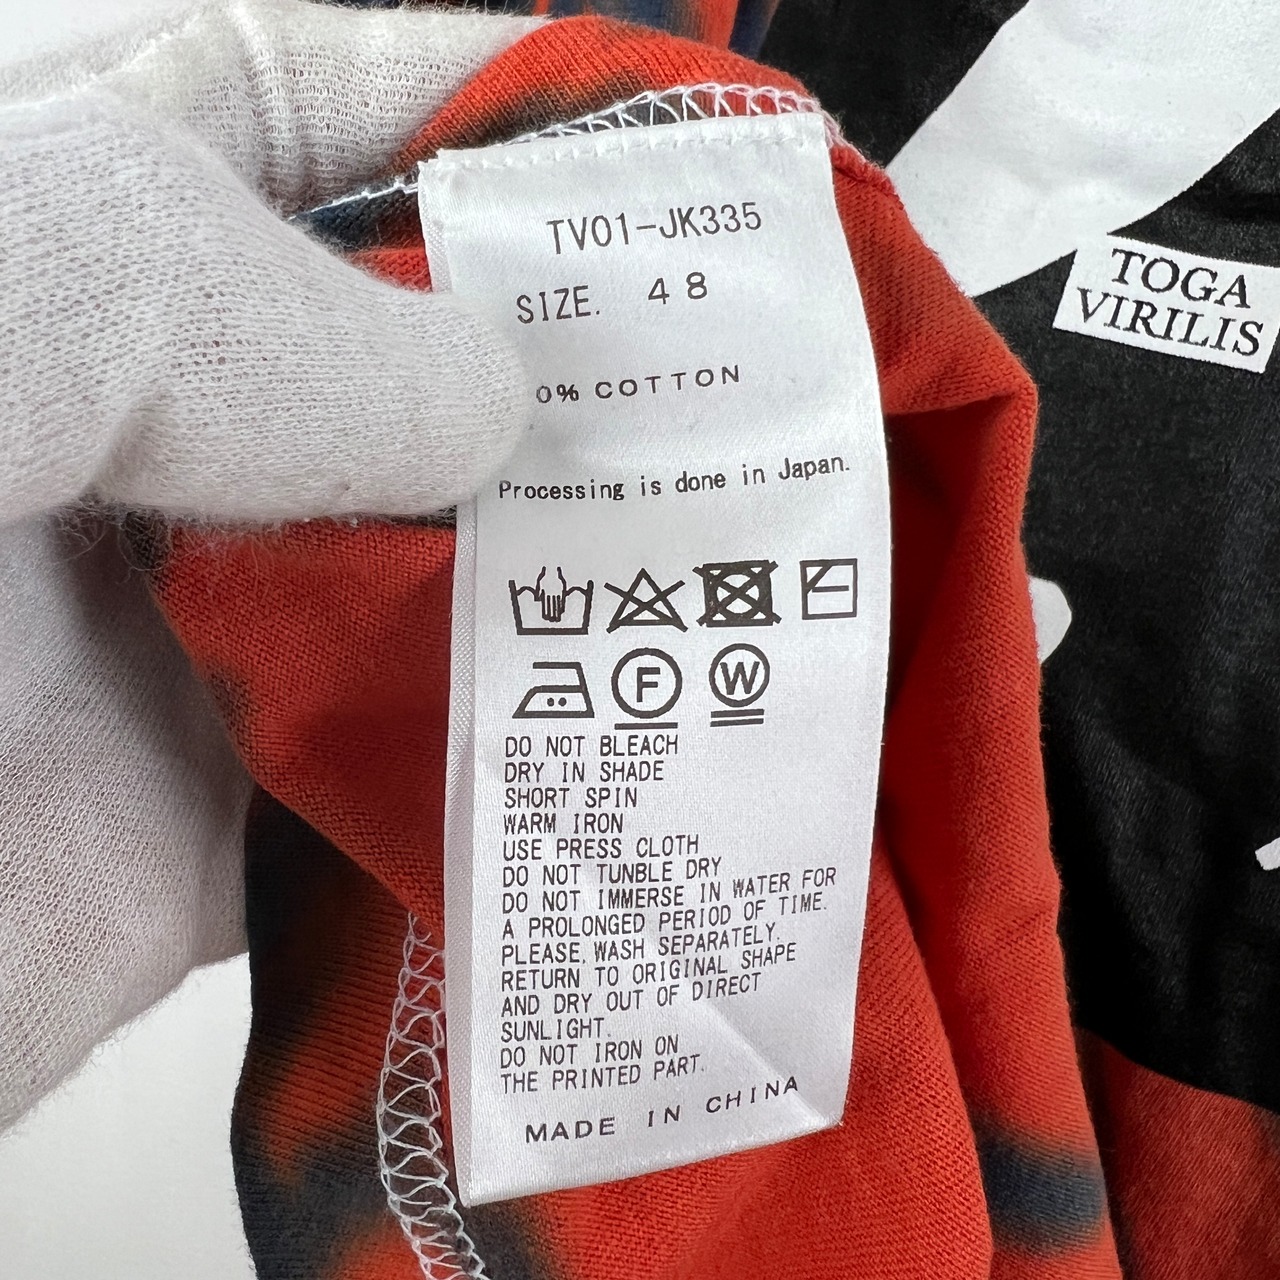 TV01-JK335
SIZE. 48
0% COTTON
Processing is done in Japan.
F
W
DO NOT BLEACH
DRY IN SHADE
SHORT SPIN
WARM IRON
USE PRESS CLOTH
DO NOT TUNBLE DRY
DO NOT IMMERSE IN WATER FOR
A PROLONGED PERIOD OF TIME.
PLEASE,WASH SEPARATELY.
RETURN TO ORIGINAL SHAPE
AND DRY OUT OF DIRECT
SUNLIGHT.
DO NOT IRON ON
THE PRINTED PART.
MADE IN CHINA
TOGA
VIRILIS